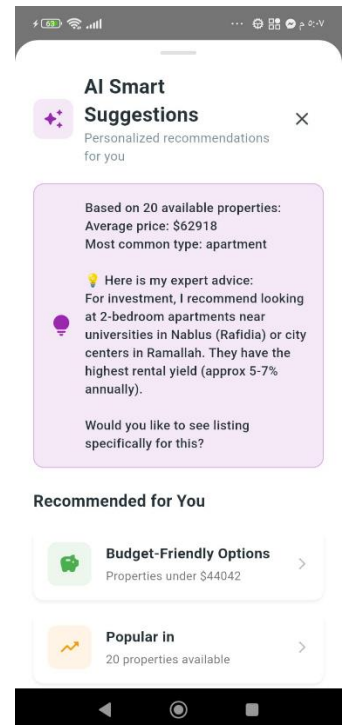 63
م ٥:٠٧
AI Smart
Suggestions
Personalized recommendations
for you
Based on 20 available properties:
Average price: $62918
Most common type: apartment
💡 Here is my expert advice:
For investment, I recommend looking
at 2-bedroom apartments near
universities in Nablus (Rafidia) or city
centers in Ramallah. They have the
highest rental yield (approx 5-7%
annually).
Would you like to see listing
specifically for this?
Recommended for You
Budget-Friendly Options
Properties under $44042
Popular in
20 properties available